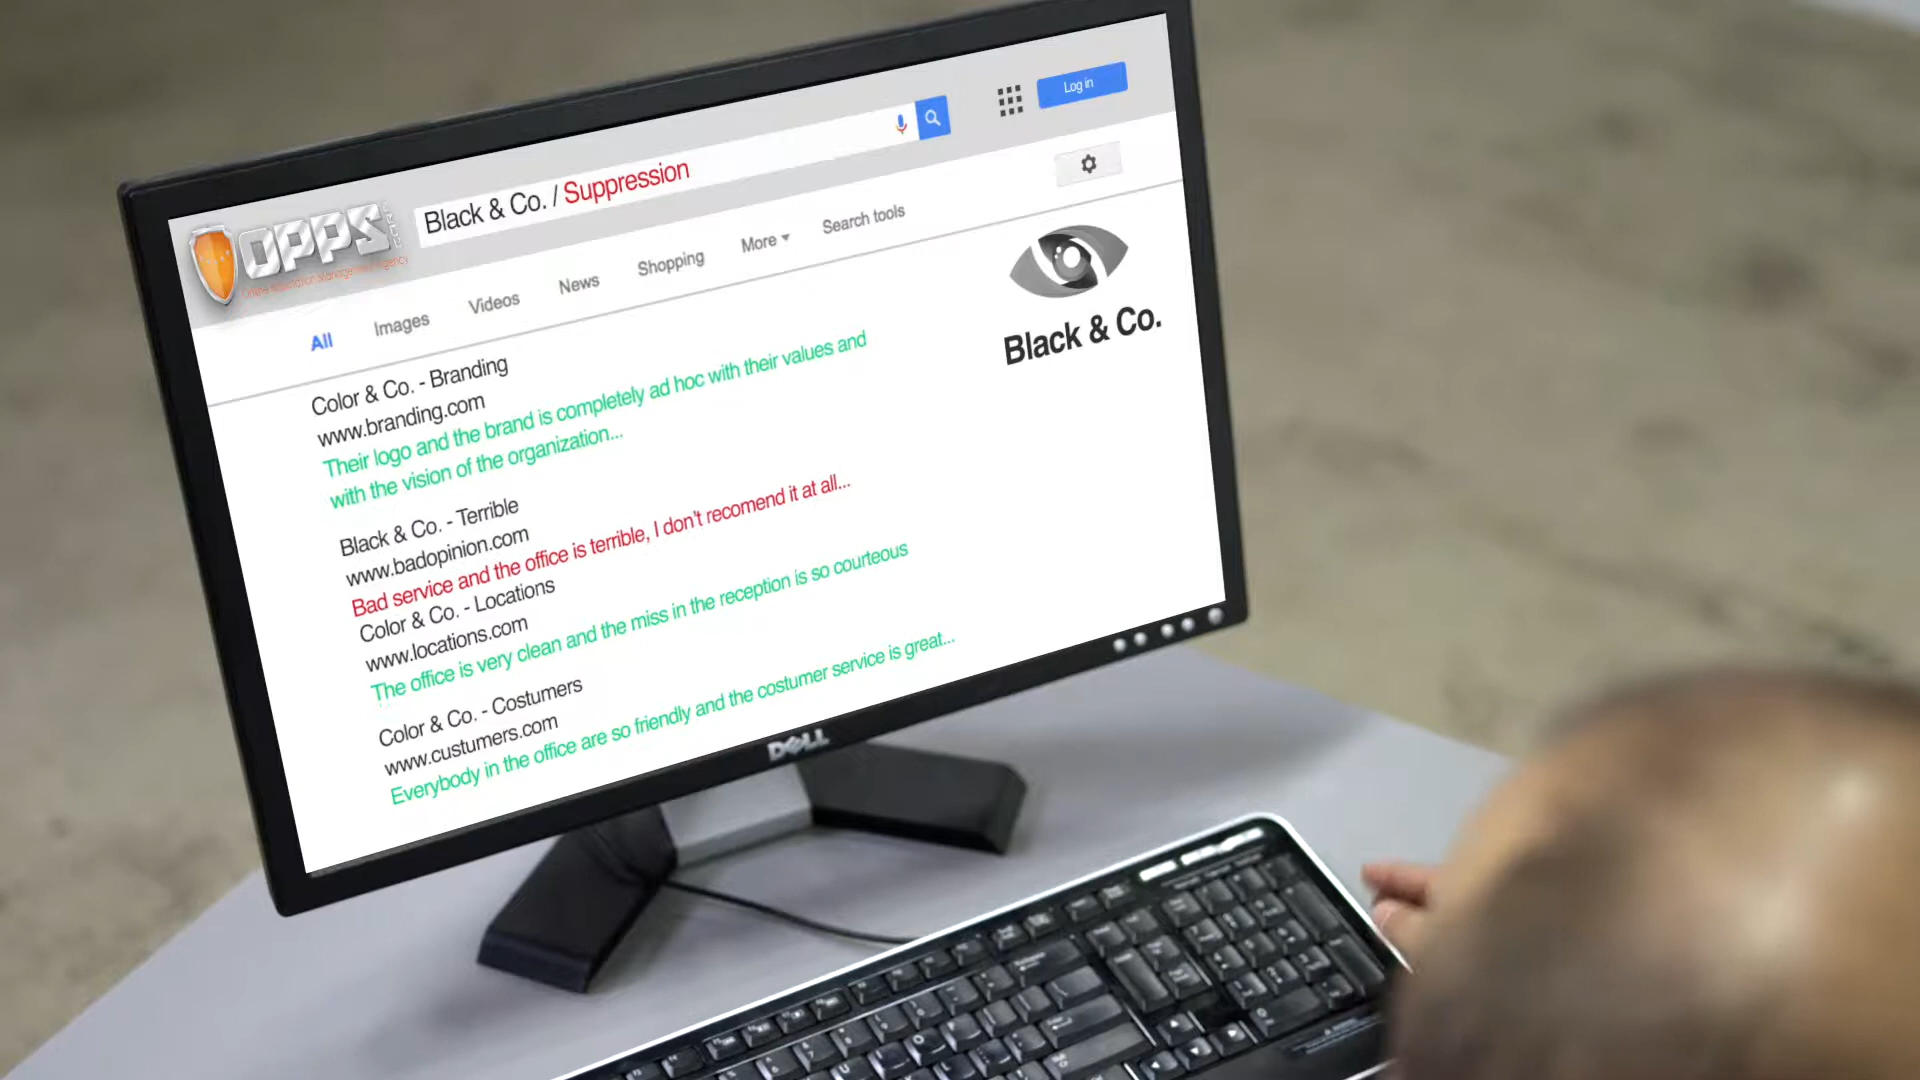 Log in
Black & Co. / Suppression
OPPS
Online Reputation Management Agency
All Images Videos News Shopping More Search tools
Black & Co.
Color & Co. - Branding
www.branding.com
Their logo and the brand is completely ad hoc with their values and
with the vision of the organization...
Black & Co. - Terrible
www.badopinion.com
Bad service and the office is terrible, I don't recomend it at all...
Color & Co. - Locations
www.locations.com
The office is very clean and the miss in the reception is so courteous
Color & Co. - Costumers
www.custumers.com
Everybody in the office are so friendly and the costumer service is great...
DELL